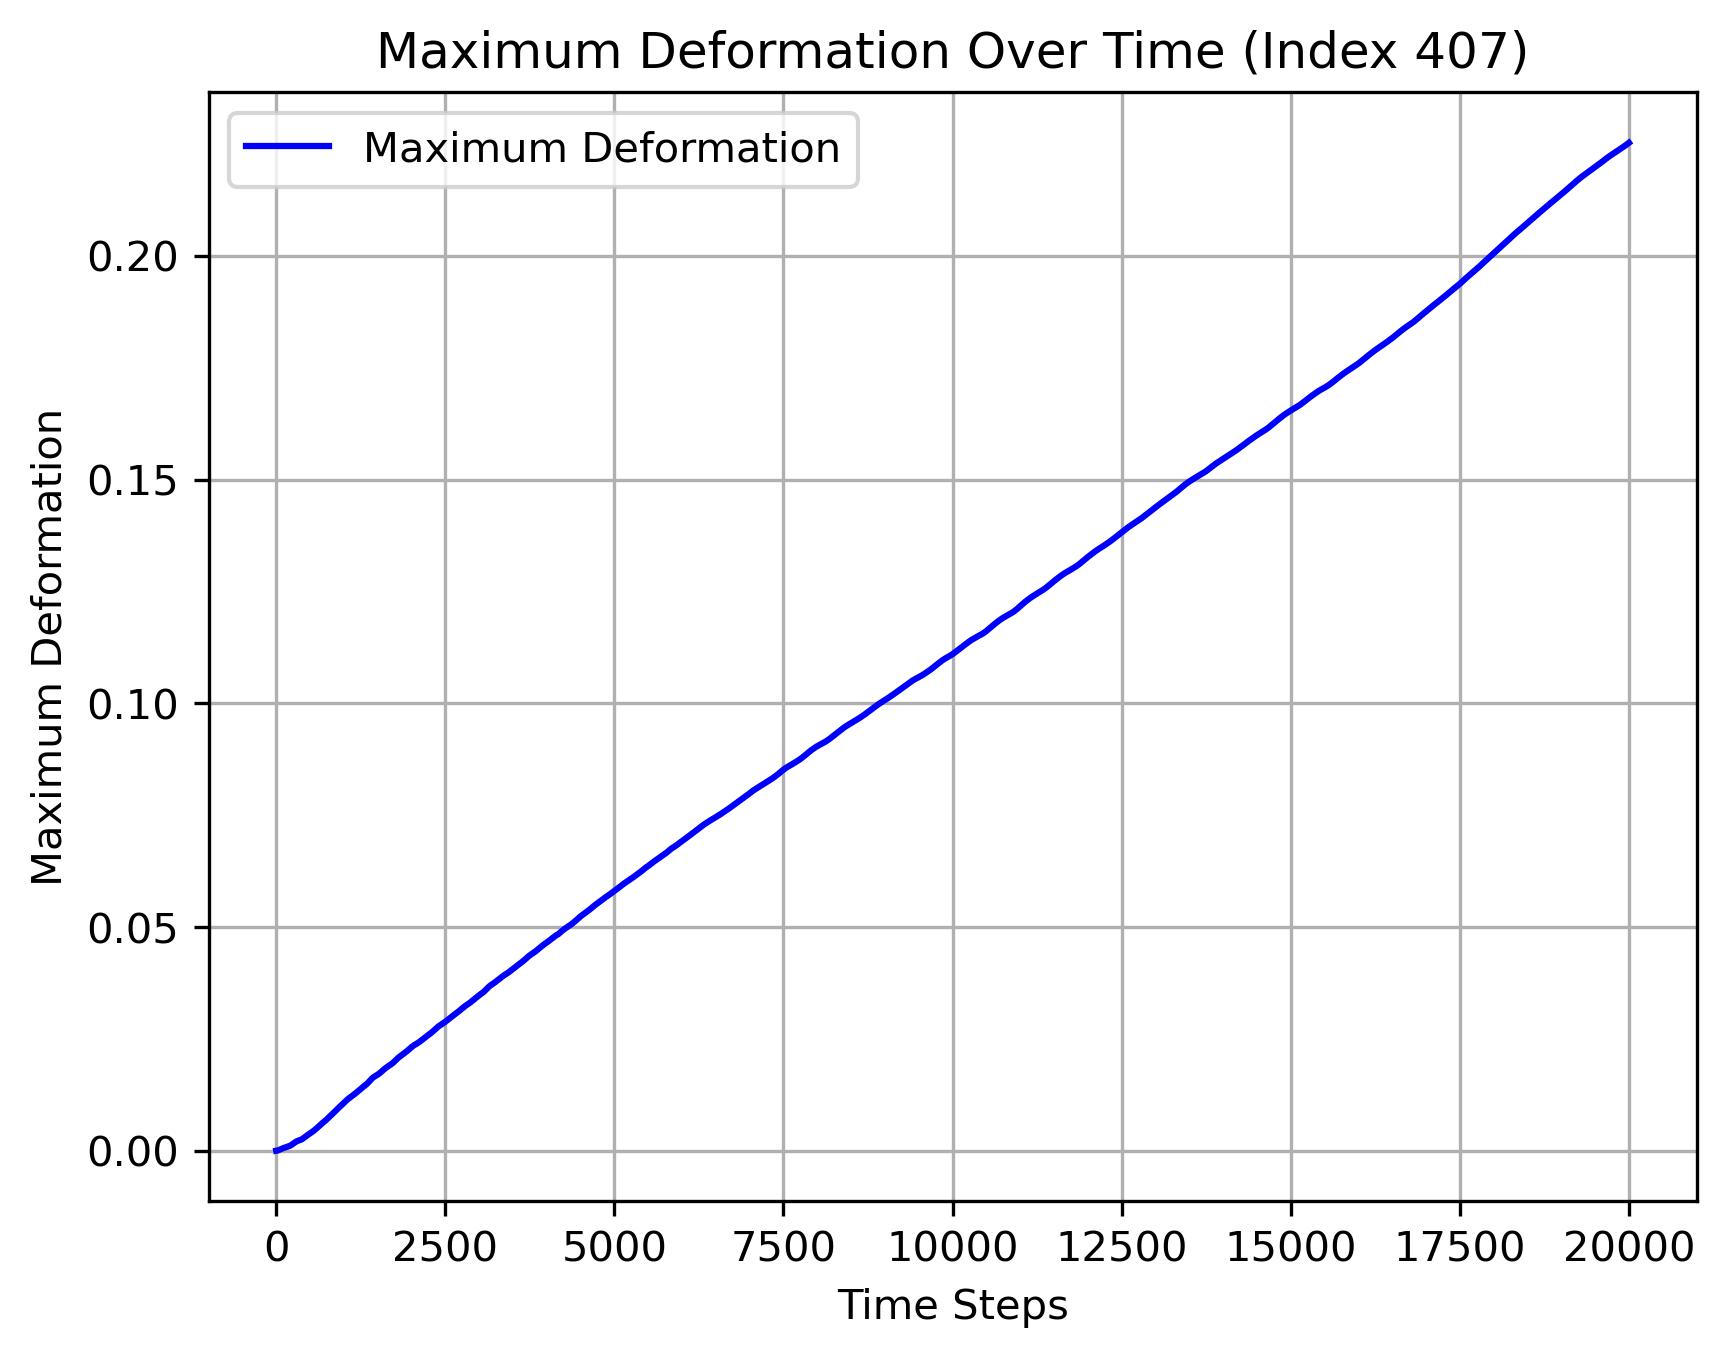 Maximum Deformation Over Time (Index 407)
Maximum Deformation
Maximum Deformation
0.20
0.15
0.10
0.05
0.00
0 2500 5000 7500 10000 12500 15000 17500 20000
Time Steps